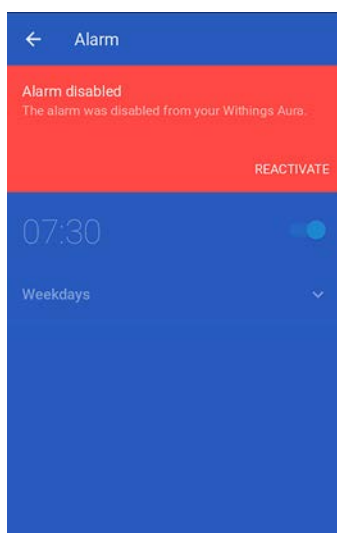 Alarm
Alarm disabled
The alarm was disabled from your Withings Aura.
REACTIVATE
07:30
Weekdays